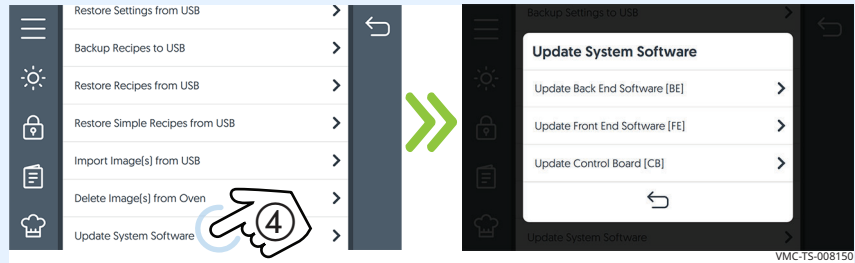 Restore Settings from USB
Backup Recipes to USB
Restore Recipes from USB
Restore Simple Recipes from USB
Import Image(s) from USB
Delete Image(s) from Oven
Update System Software
4
Backup Settings to USB
Update System Software
Update Back End Software [BE]
Update Front End Software [FE]
Update Control Board [CB]
Update System Software
VMC-TS-008150